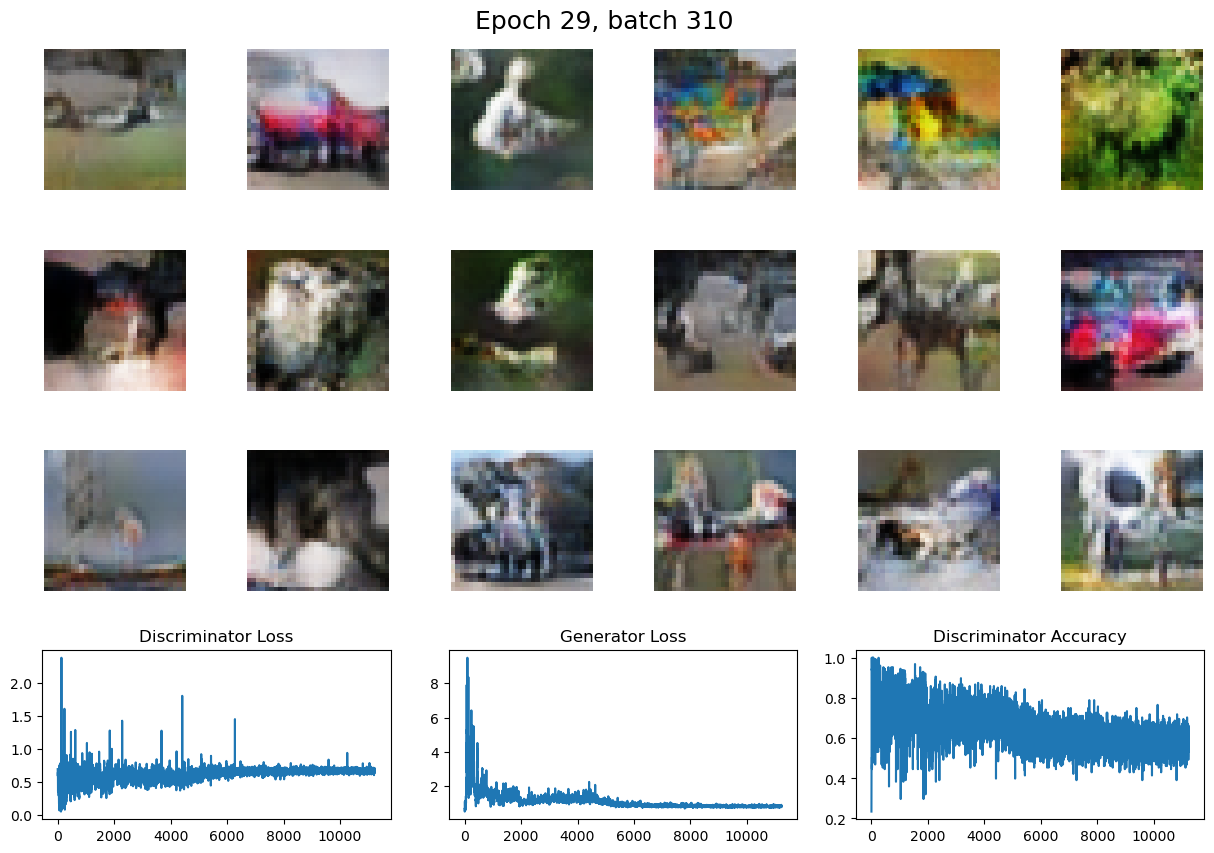 Epoch 29, batch 310
Discriminator Loss
Generator Loss
Discriminator Accuracy
2.0
1.5
1.0
0.5
0.0
0 2000 4000 6000 8000 10000
8
6
4
2
0 2000 4000 6000 8000 10000
1.0
0.8
0.6
0.4
0.2
0 2000 4000 6000 8000 10000